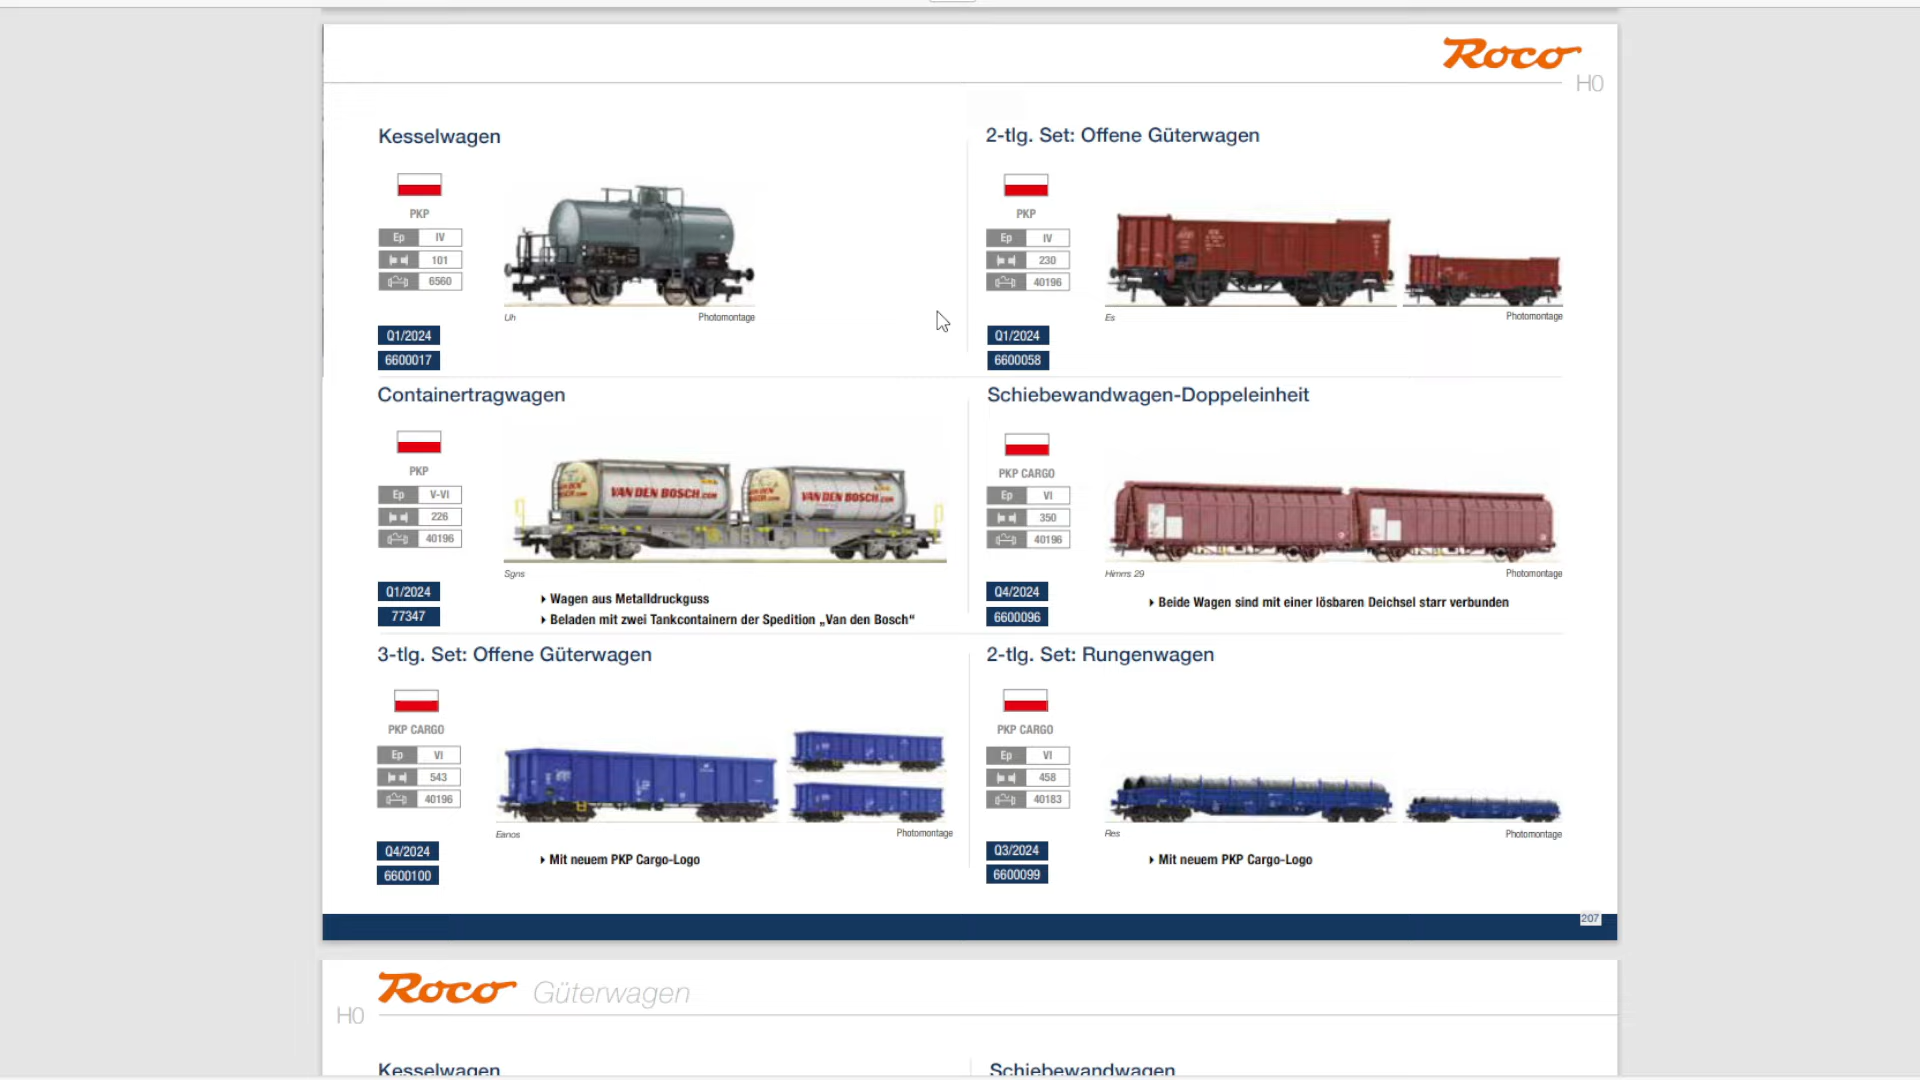 Roco
H0
Kesselwagen
PKP
Ep IV
101
6560
Uh
Photomontage
Q1/2024
6600017
2-tlg. Set: Offene Güterwagen
PKP
Ep IV
230
40196
Es
Photomontage
Q1/2024
6600058
Containertragwagen
PKP
Ep V-VI
226
40196
VAN DEN BOSCH.com
VAN DEN BOSCH.com
Sgns
Q1/2024
77347
Wagen aus Metalldruckguss
Beladen mit zwei Tankcontainern der Spedition „Van den Bosch“
Schiebewandwagen-Doppeleinheit
PKP CARGO
Ep VI
350
40196
Himrrs 29
Photomontage
Q4/2024
6600096
Beide Wagen sind mit einer lösbaren Deichsel starr verbunden
3-tlg. Set: Offene Güterwagen
PKP CARGO
Ep VI
543
40196
Eanos
Photomontage
Q4/2024
6600100
Mit neuem PKP Cargo-Logo
2-tlg. Set: Rungenwagen
PKP CARGO
Ep VI
458
40183
Res
Photomontage
Q3/2024
6600099
Mit neuem PKP Cargo-Logo
207
Roco Güterwagen
H0
Kesselwagen
Schiebewandwagen